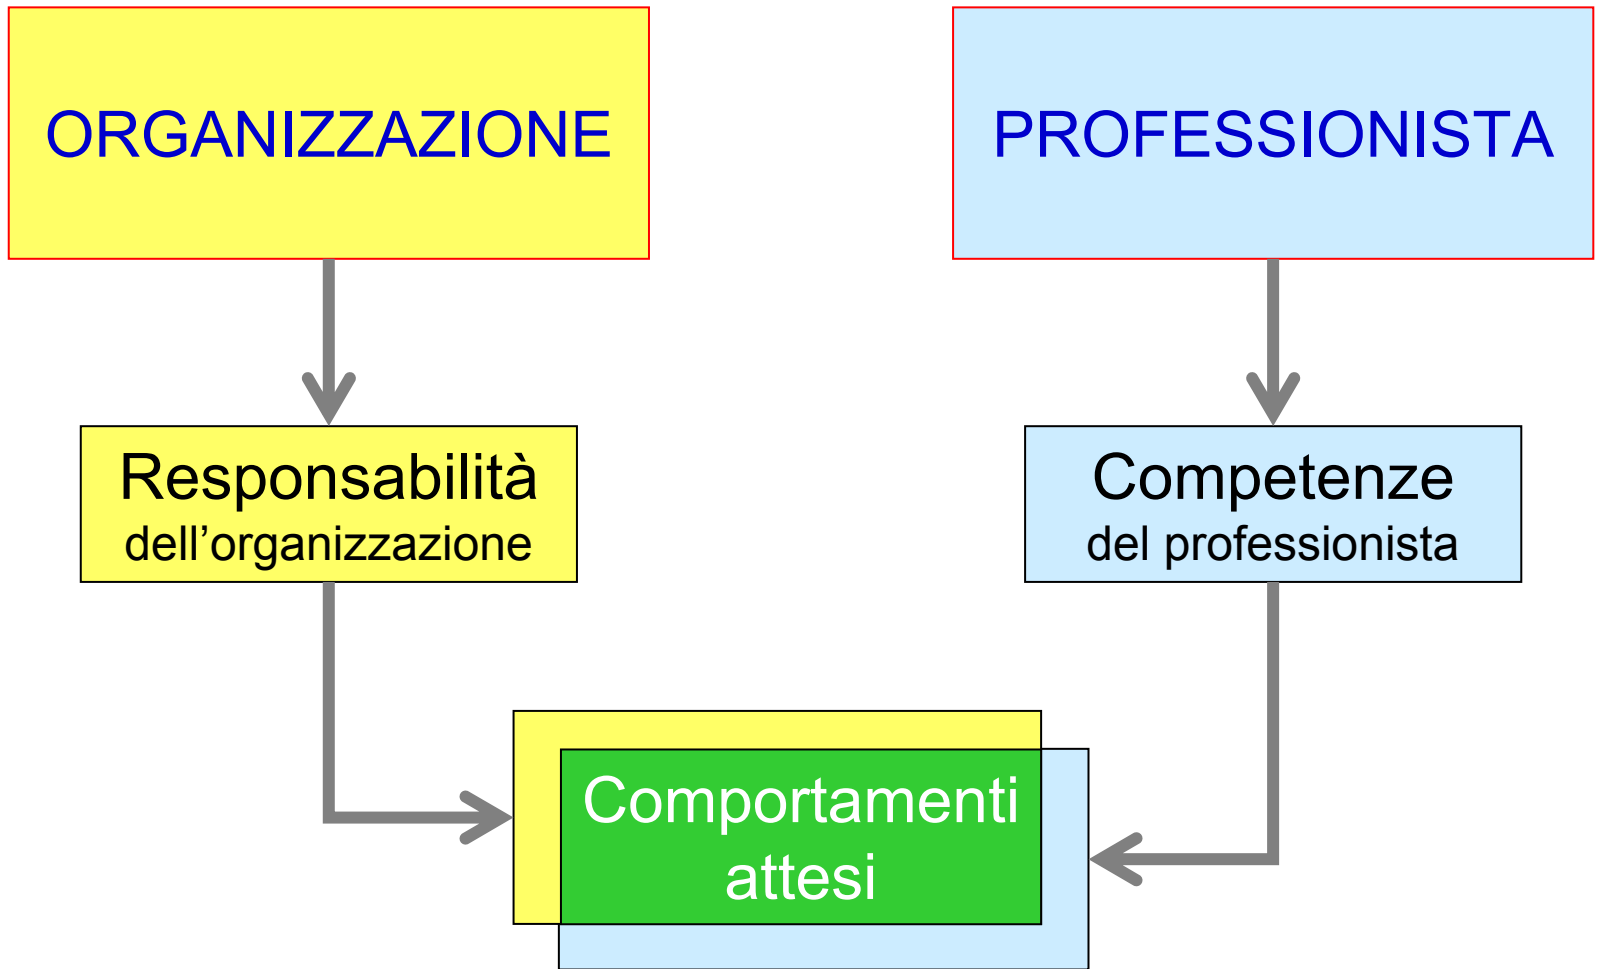 ORGANIZZAZIONE
PROFESSIONISTA
Responsabilità
dell’organizzazione
Competenze
del professionista
Comportamenti
attesi